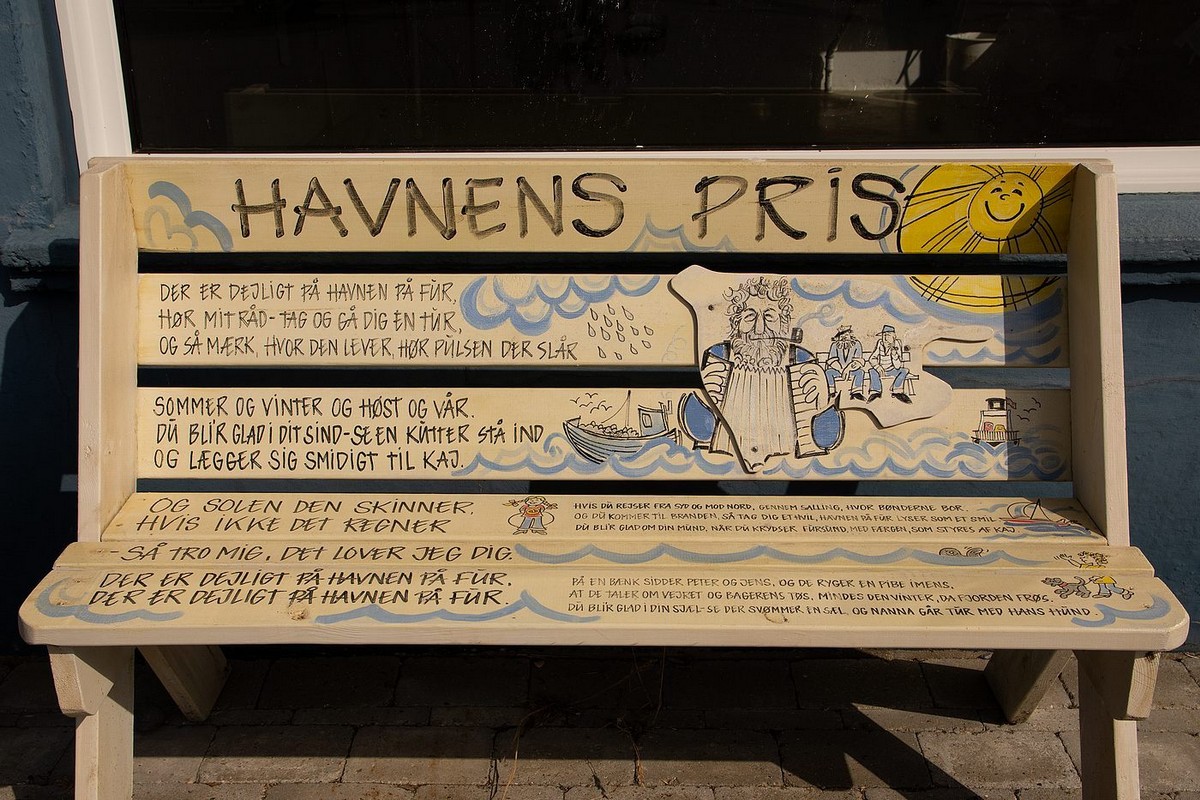 HAVNENS PRIS
DER ER DEJLIGT PÅ HAVNEN PÅ FUR,
HØR MIT RÅD-TAG OG GÅ DIG EN TUR,
OG SÅ MÆRK, HVOR DEN LEVER, HØR PULSEN DER SLÅR
SOMMER OG VINTER OG HØST OG VÅR.
DU BLI'R GLAD I DIT SIND-SE EN KUTTER STÅ IND
OG LÆGGER SIG SMIDIGT TIL KAJ.
OG SOLEN DEN SKINNER.
HVIS IKKE DET REGNER
-SÅ TRO MIG, DET LOVER JEG DIG.
DER ER DEJLIGT PÅ HAVNEN PÅ FUR.
DER ER DEJLIGT PÅ HAVNEN PÅ FUR.
HVIS DU REJSER FRA SYD OG MOD NORD, GENNEM SALLING, HVOR BØNDERNE BOR.
OG DU KOMMER TIL BRANDEN, SÅ TAG DIG ET HVIL, HAVNEN PÅ FUR LYSER SOM ET SMIL
DU BLI'R GLAD OM DIN MUND, NÅR DU KRYDSER FURSUND, MED FÆRGEN, SOM STYRES AF KAJ
PÅ EN BÆNK SIDDER PETER OG JENS, OG DE RYGER EN PIBE IMENS,
AT DE TALER OM VEJRET OG BAGERENS TØS, MINDES DEN VINTER, DA FJORDEN FRØS.
DU BLI'R GLAD I DIN SJÆL-SE DER SVØMMER EN SÆL, OG NANNA GÅR TUR MED HANS HUND.